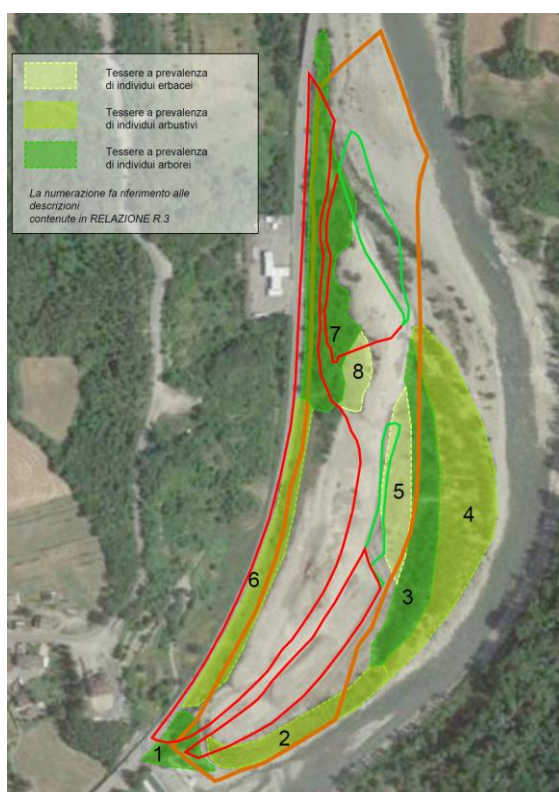 Tessere a prevalenza
di individui erbacei
Tessere a prevalenza
di individui arbustivi
Tessere a prevalenza
di individui arborei
La numerazione fa riferimento alle
descrizioni
contenute in RELAZIONE R.3
7
8
5
4
6
3
2
1